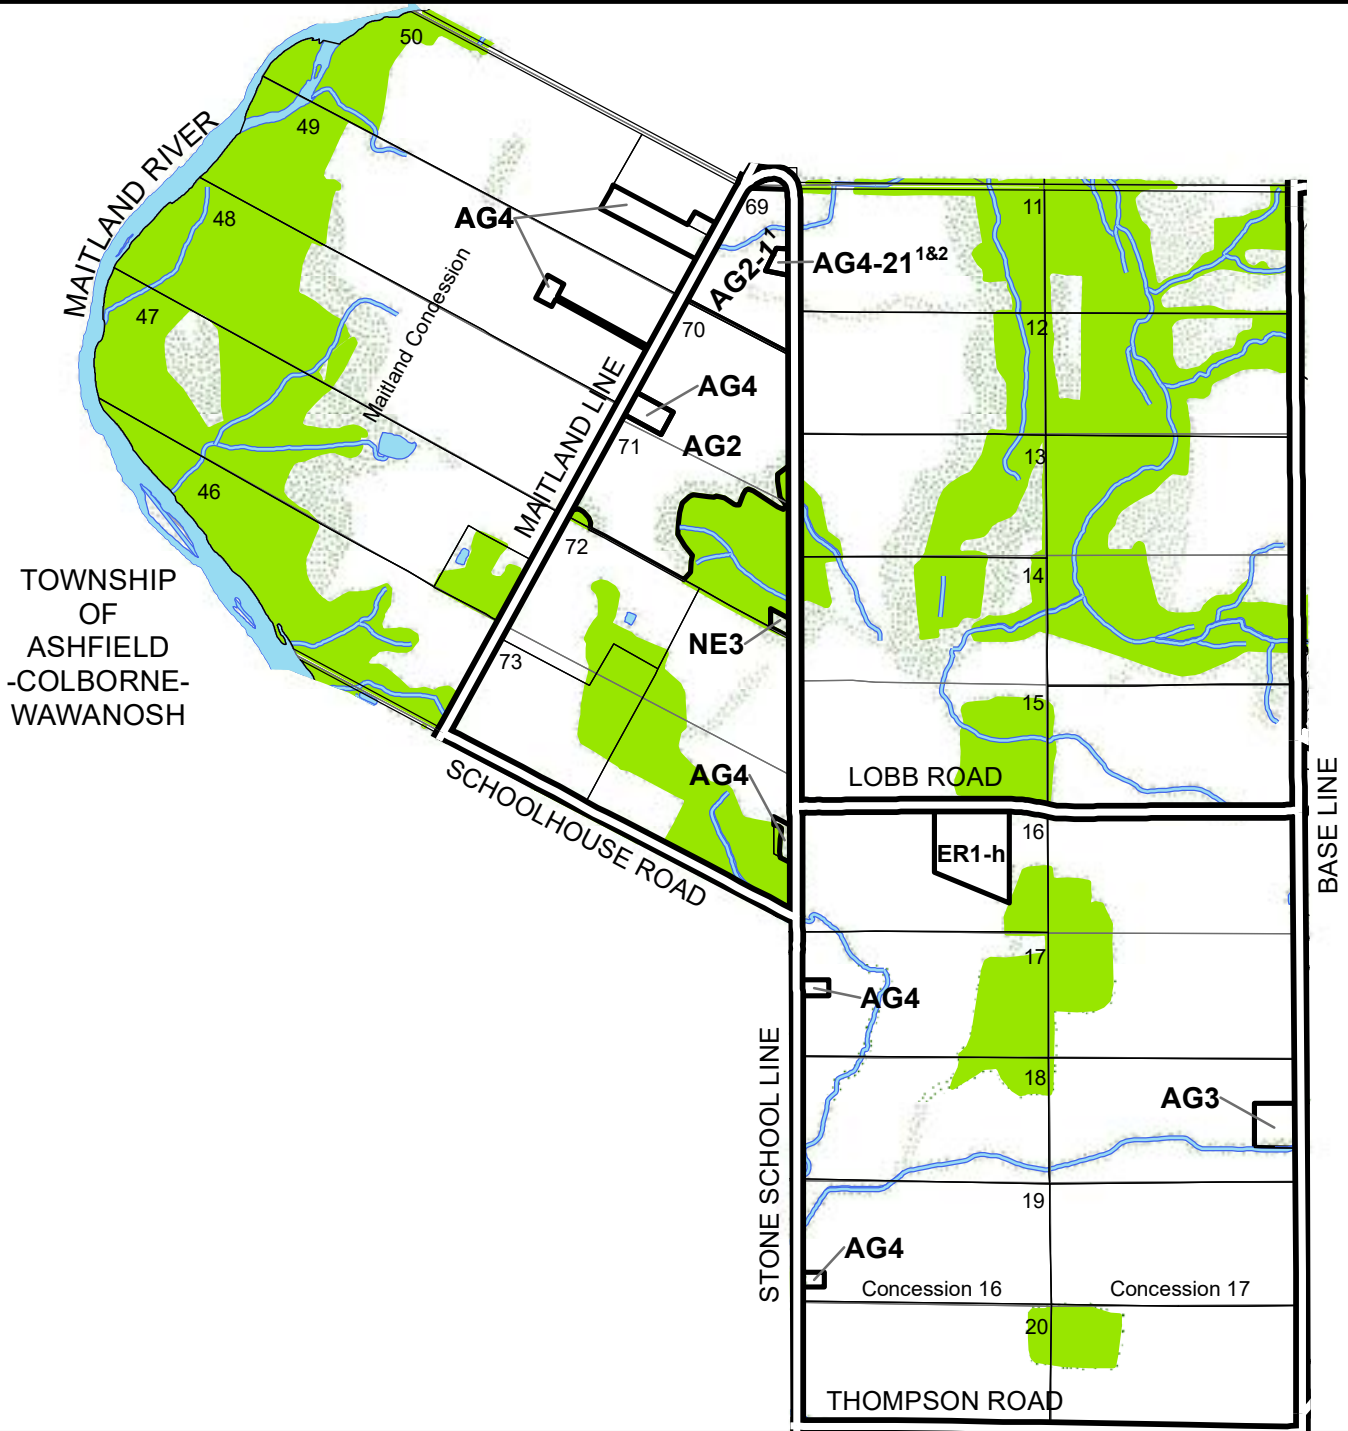 50
49
MAITLAND RIVER
48
AG4
69
11
AG2-1¹
AG4-21¹&²
Maitland Concession
47
70
12
AG4
MAITLAND LINE
71
AG2
13
46
72
14
TOWNSHIP
OF
ASHFIELD
-COLBORNE-
WAWANOSH
NE3
73
15
AG4
LOBB ROAD
SCHOOLHOUSE ROAD
BASE LINE
16
ER1-h
17
AG4
STONE SCHOOL LINE
18
AG3
19
AG4
Concession 16
Concession 17
20
THOMPSON ROAD